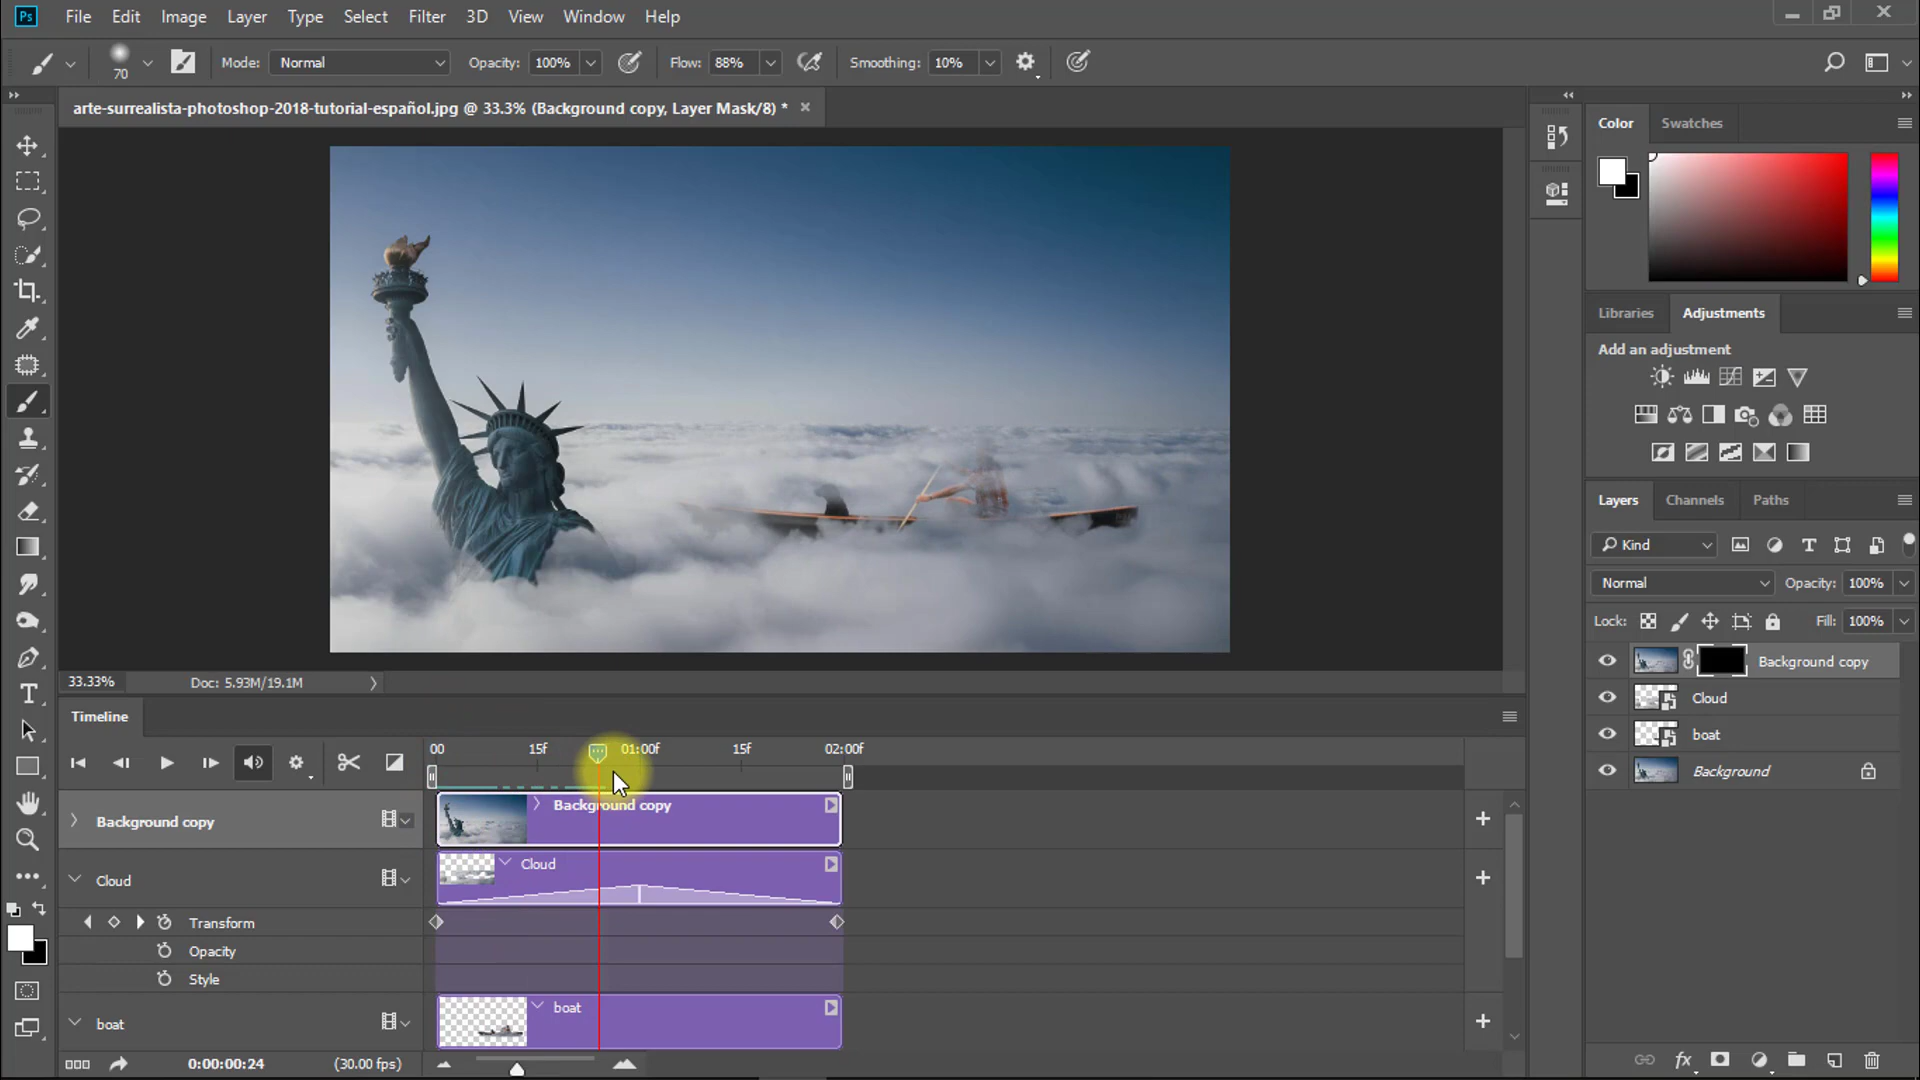 Ps File Edit Image Layer Type Select Filter 3D View Window Help
70 Mode: Normal Opacity: 100% Flow: 88% Smoothing: 10%
arte-surrealista-photoshop-2018-tutorial-español.jpg @ 33.3% (Background copy, Layer Mask/8) *
Color Swatches
Libraries Adjustments
Add an adjustment
Layers Channels Paths
Kind
Normal Opacity: 100%
Lock: Fill: 100%
Background copy
Cloud
boat
Background
33.33% Doc: 5.93M/19.1M
Timeline
00 15f 01:00f 15f 02:00f
Background copy Background copy
Cloud Cloud
Transform
Opacity
Style
boat boat
0:00:00:24 (30.00 fps)
fx